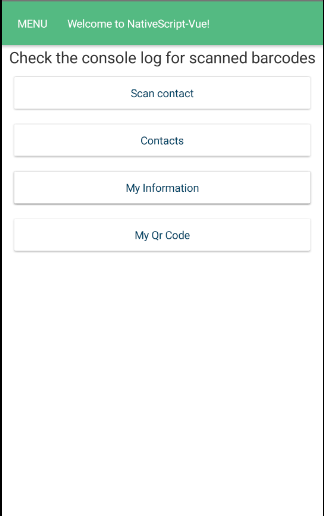 MENU Welcome to NativeScript-Vue!
Check the console log for scanned barcodes
Scan contact
Contacts
My Information
My Qr Code